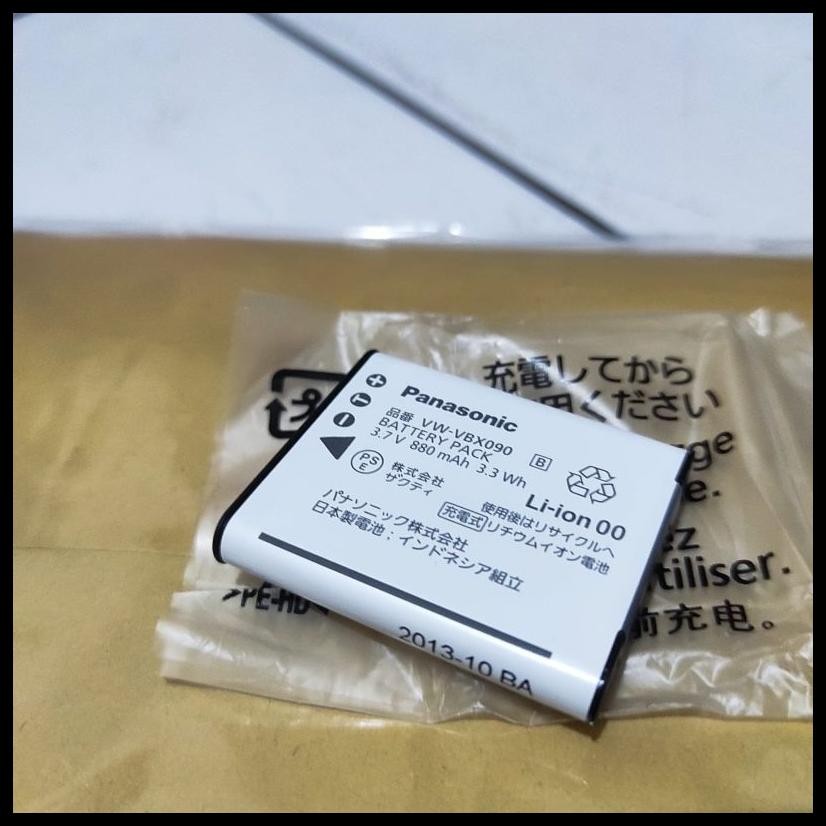 Panasonic
品番 VW-VBX090
BATTERY PACK
3.7 V 880 mAh 3.3 Wh
B
PS
E
株式会社
ザクティ
Li-ion 00
使用後はリサイクルへ
充電式 リチウムイオン電池
パナソニック株式会社
日本製電池:インドネシア組立
2013-10 BA
充電してから
用ください
ge
e.
ez
tiliser.
前充电。
プ
>PE-HD